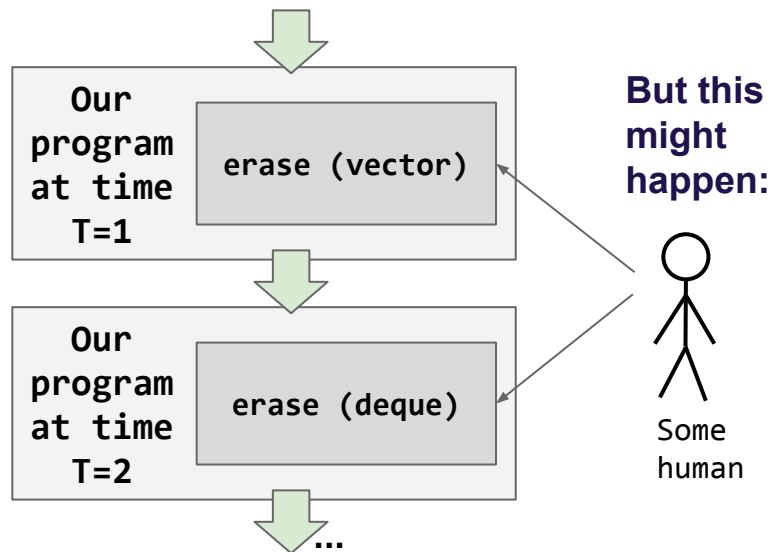 Our
program
at time
T=1
erase (vector)
But this
might
happen:
Our
program
at time
T=2
erase (deque)
Some
human
...